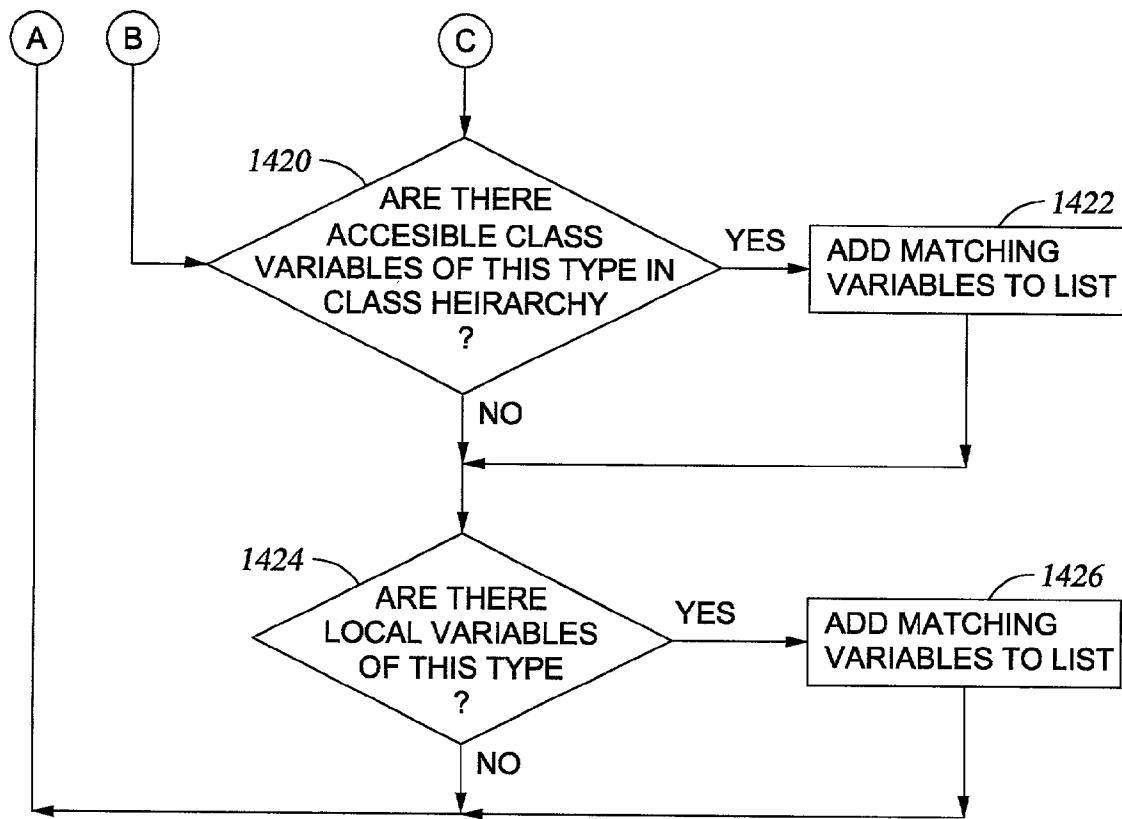 A
B
C
1420
ARE THERE
ACCESIBLE CLASS
VARIABLES OF THIS TYPE IN
CLASS HEIRARCHY
?
YES
1422
ADD MATCHING
VARIABLES TO LIST
NO
1424
ARE THERE
LOCAL VARIABLES
OF THIS TYPE
?
YES
1426
ADD MATCHING
VARIABLES TO LIST
NO